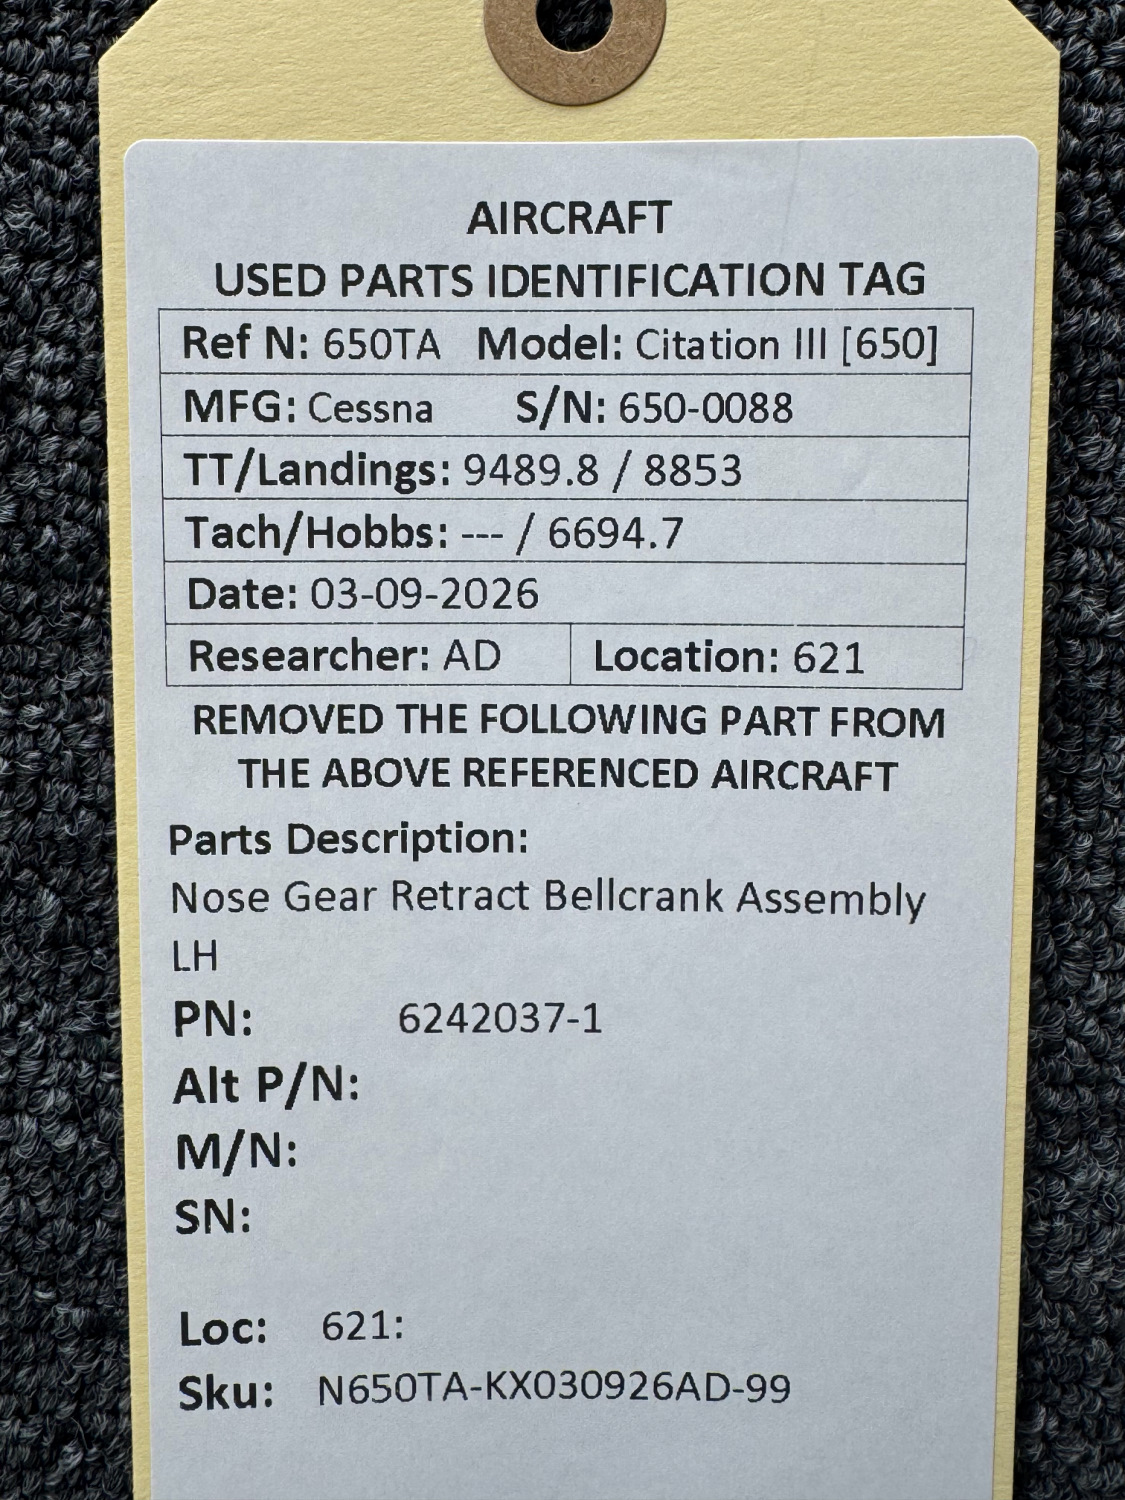 AIRCRAFT
USED PARTS IDENTIFICATION TAG
Ref N: 650TA Model: Citation III [650]
MFG: Cessna S/N: 650-0088
TT/Landings: 9489.8 / 8853
Tach/Hobbs: --- / 6694.7
Date: 03-09-2026
Researcher: AD Location: 621
REMOVED THE FOLLOWING PART FROM
THE ABOVE REFERENCED AIRCRAFT
Parts Description:
Nose Gear Retract Bellcrank Assembly
LH
PN: 6242037-1
Alt P/N:
M/N:
SN:
Loc: 621:
Sku: N650TA-KX030926AD-99